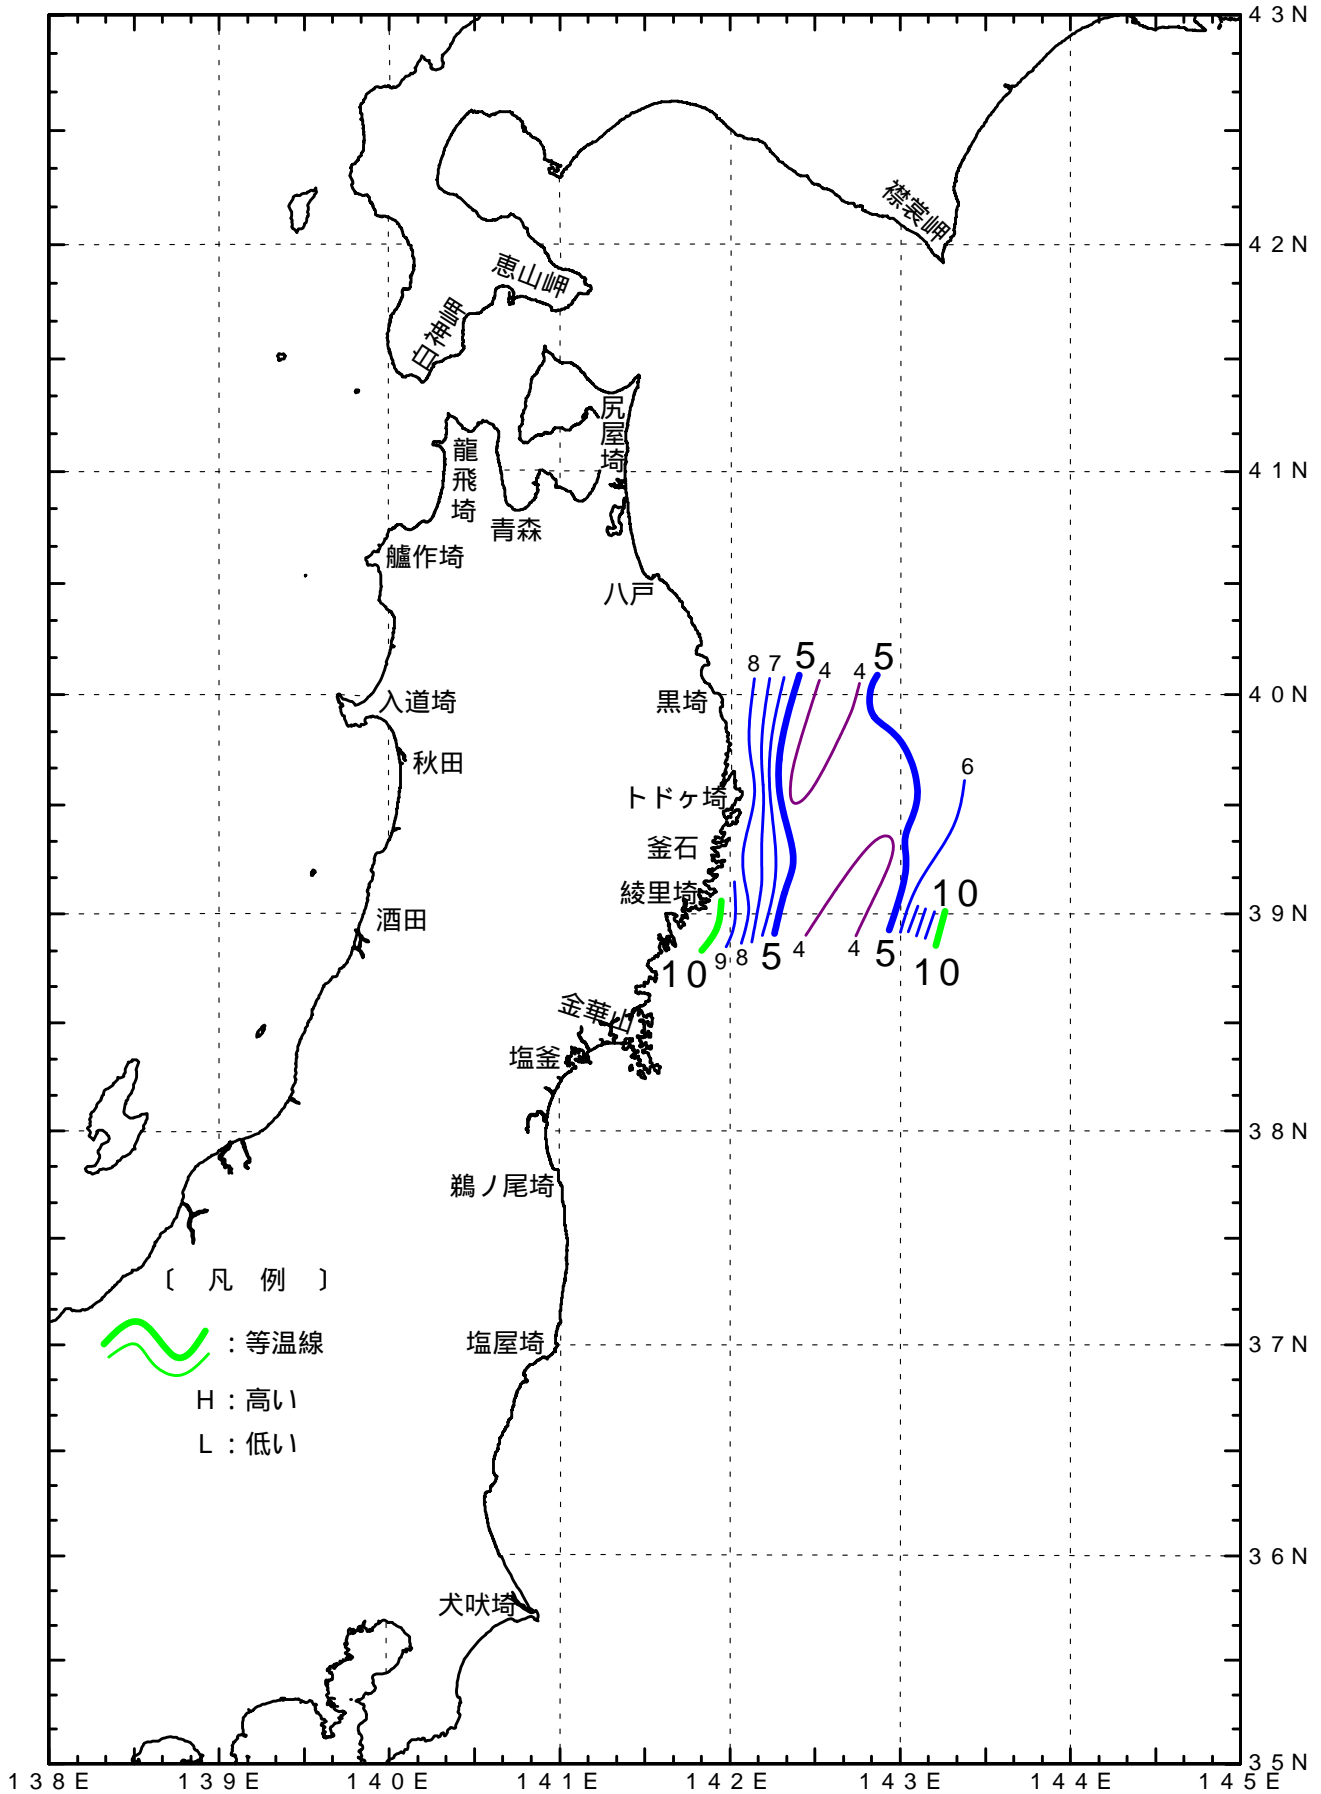 43N
襟裳岬
42N
恵山岬
白神岬
尻屋埼
龍飛埼
41N
青森
艫作埼
八戸
8 7 5 4 4 5
黒埼
40N
入道埼
秋田
6
トドヶ埼
釜石
綾里埼
10
39N
酒田
10 9 8 5 4 4 5 10
金華山
塩釜
38N
鵜ノ尾埼
〔 凡 例 〕
：等温線
塩屋埼
37N
H：高い
L：低い
36N
犬吠埼
35N
138E 139E 140E 141E 142E 143E 144E 145E